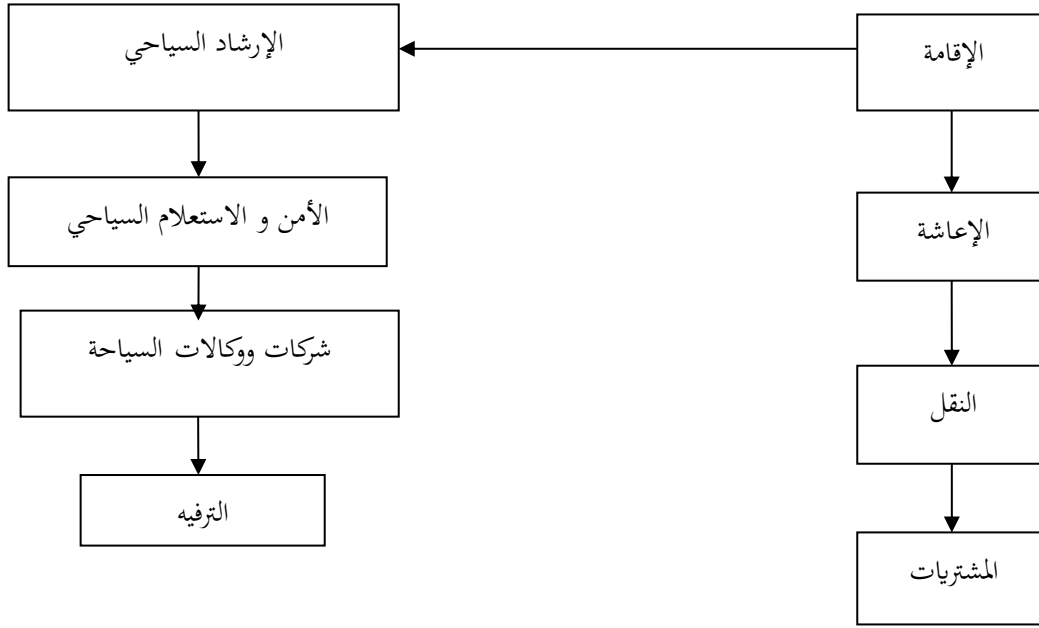 الإقامة
الإرشاد السياحي
الإعاشة
الأمن و الاستعلام السياحي
شركات ووكالات السياحة
النقل
الترفيه
المشتريات